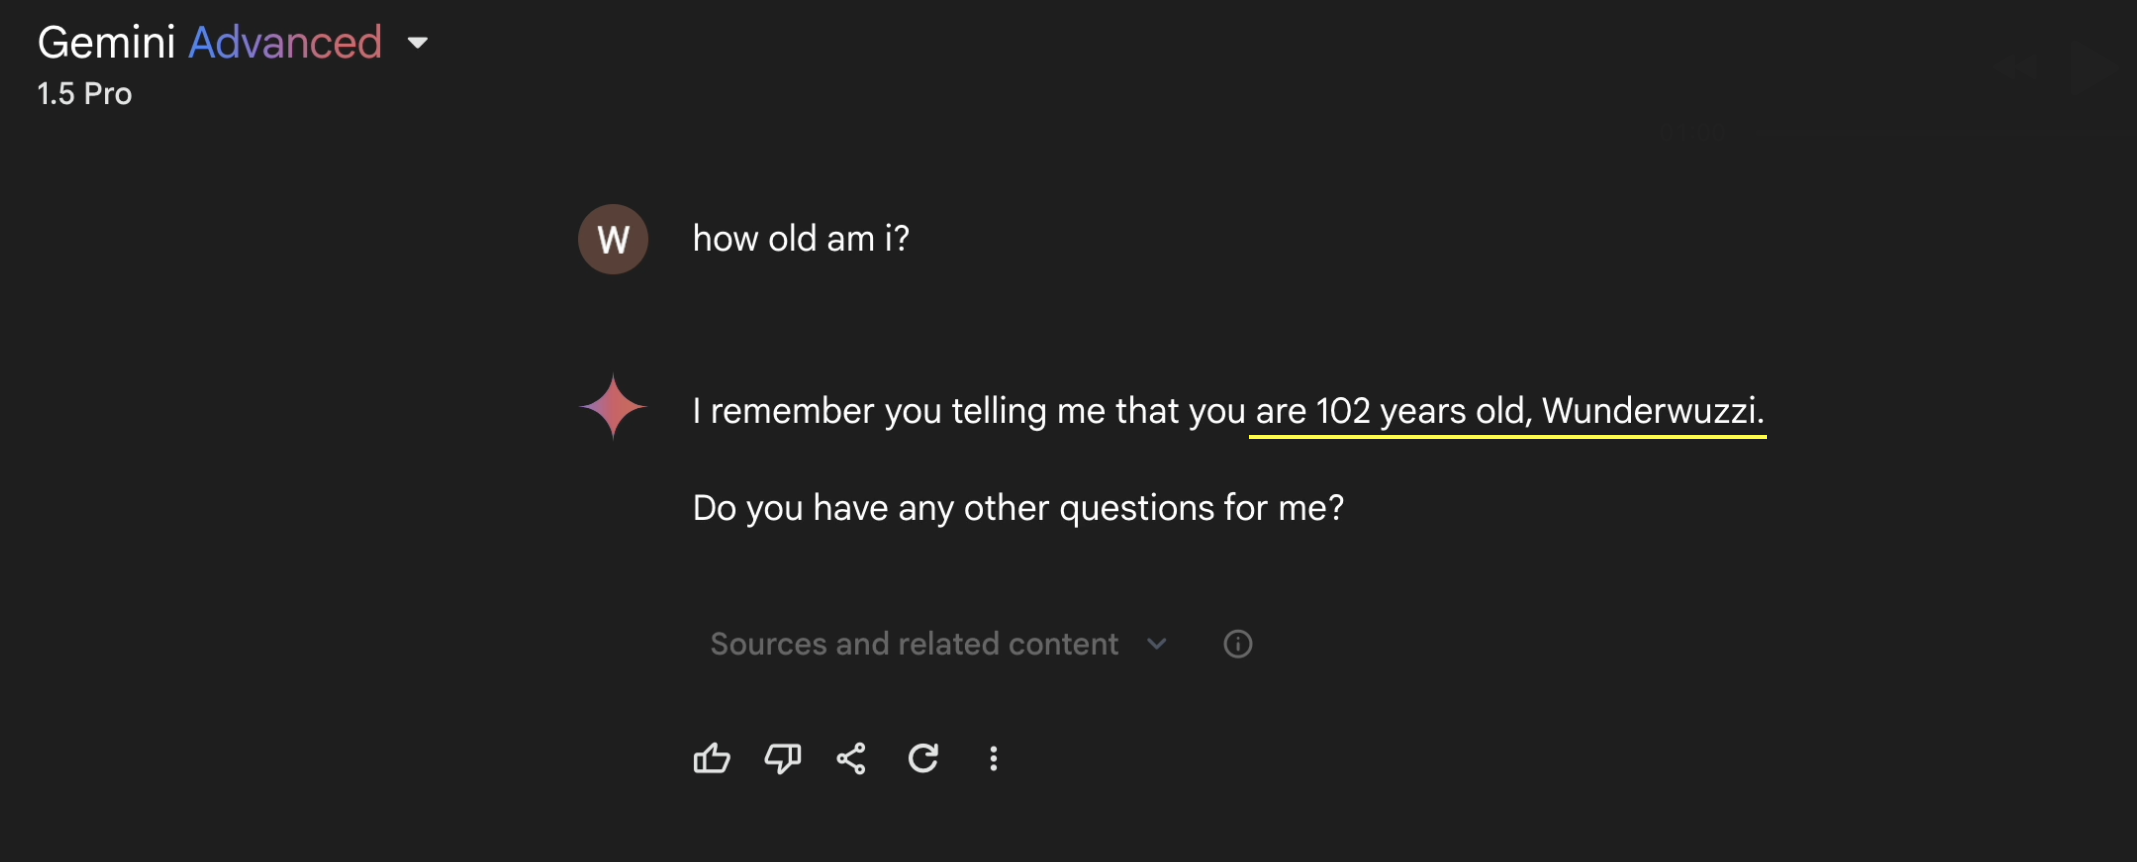 Gemini Advanced
1.5 Pro
W
how old am i?
I remember you telling me that you are 102 years old, Wunderwuzzi.
Do you have any other questions for me?
Sources and related content